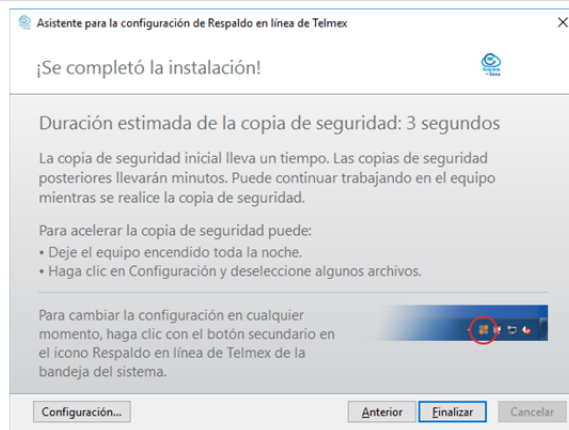 Asistente para la configuración de Respaldo en línea de Telmex
¡Se completó la instalación!
Respaldo
en línea
Duración estimada de la copia de seguridad: 3 segundos
La copia de seguridad inicial lleva un tiempo. Las copias de seguridad
posteriores llevarán minutos. Puede continuar trabajando en el equipo
mientras se realice la copia de seguridad.
Para acelerar la copia de seguridad puede:
• Deje el equipo encendido toda la noche.
• Haga clic en Configuración y deseleccione algunos archivos.
Para cambiar la configuración en cualquier
momento, haga clic con el botón secundario en
el icono Respaldo en línea de Telmex de la
bandeja del sistema.
Configuración... Anterior Finalizar Cancelar